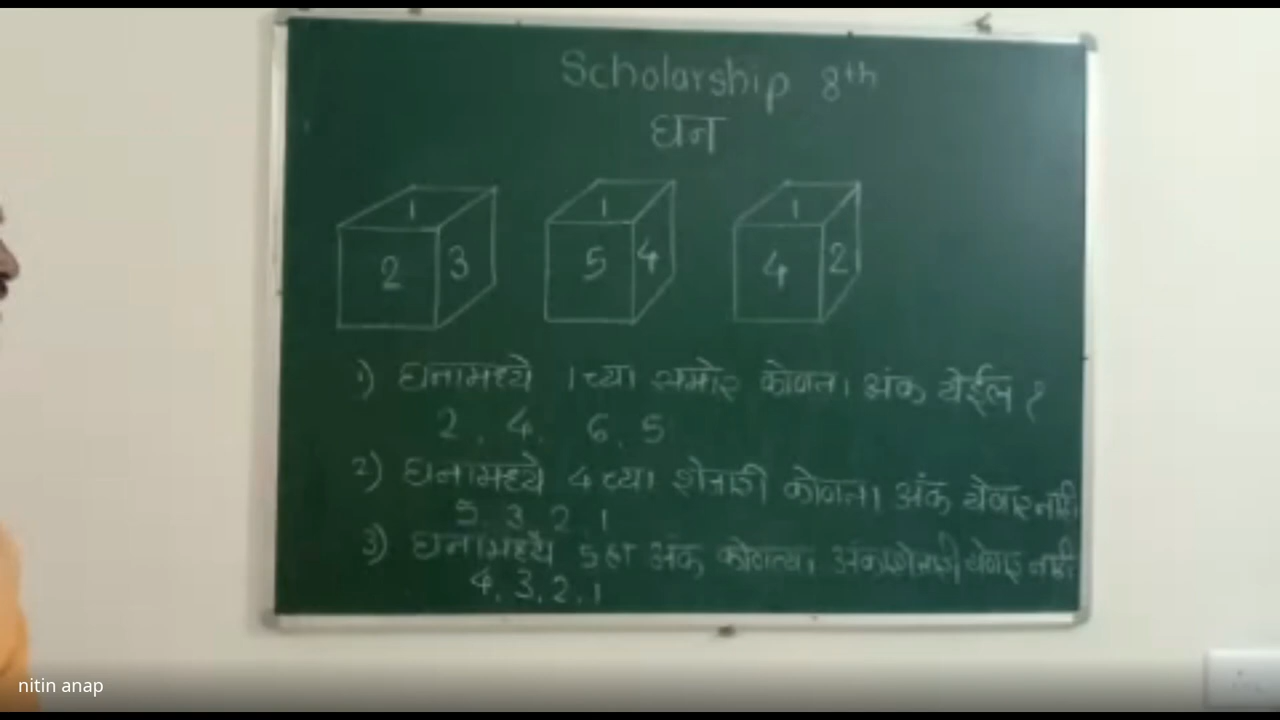 Scholarship 8th
घन
1 1 1
2 3 5 4 4 2
1) घनामध्ये 1 च्या समोर कोणता अंक येईल ?
2, 4, 6, 5
2) घनामध्ये 4 च्या शेजारी कोणता अंक येणार नाही
5, 3, 2, 1
3) घनामध्ये 5 हा अंक कोणत्या अंकाशेजारी येणार नाही
4, 3, 2, 1
nitin anap